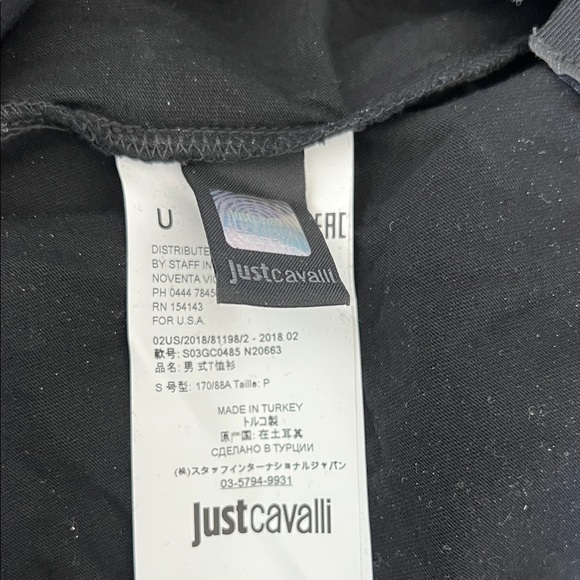 U
EAC
DISTRIBUTE
BY STAFF IN
NOVENTA VI
PH 0444 7845
RN 154143
FOR U.S.A.
justcavalli
02US/2018/81198/2 - 2018 02
款号: S03GC0485 N20663
品名: 男 式T恤衫
S 号型: 170/88A Taille: P
MADE IN TURKEY
トルコ製
原产国: 在土耳其
СДЕЛАНО В ТУРЦИИ
(株)スタッフインターナショナルジャパン
03-5794-9931
justcavalli